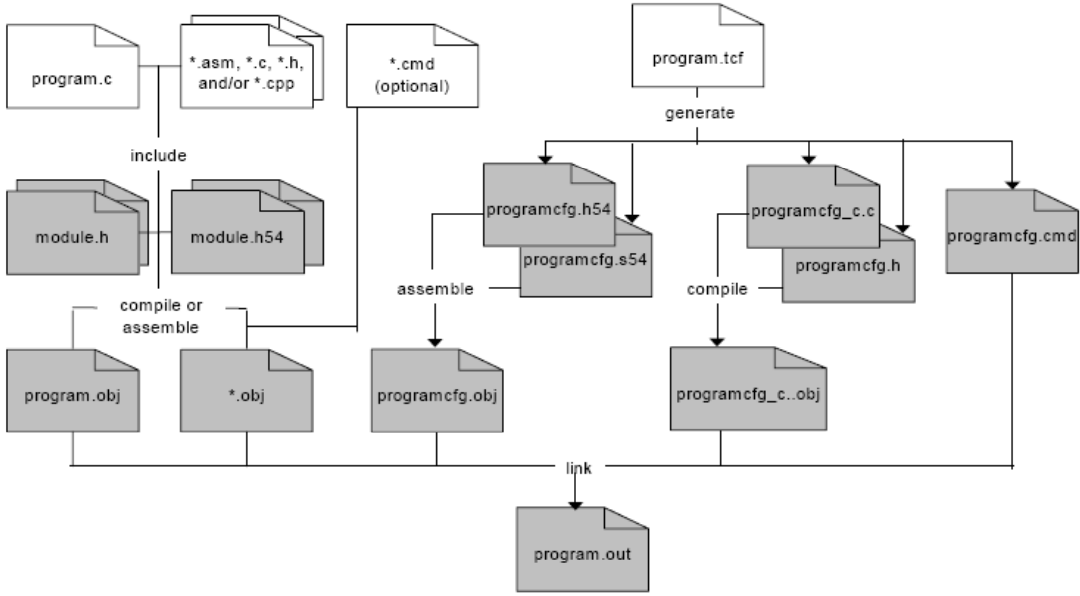 program.c
*.asm, *.c, *.h,
and/or *.cpp
*.cmd
(optional)
program.tcf
generate
include
module.h
module.h54
programcfg.h54
programcfg.s54
programcfg_c.c
programcfg.h
programcfg.cmd
compile or
assemble
assemble
compile
program.obj
*.obj
programcfg.obj
programcfg_c..obj
link
program.out